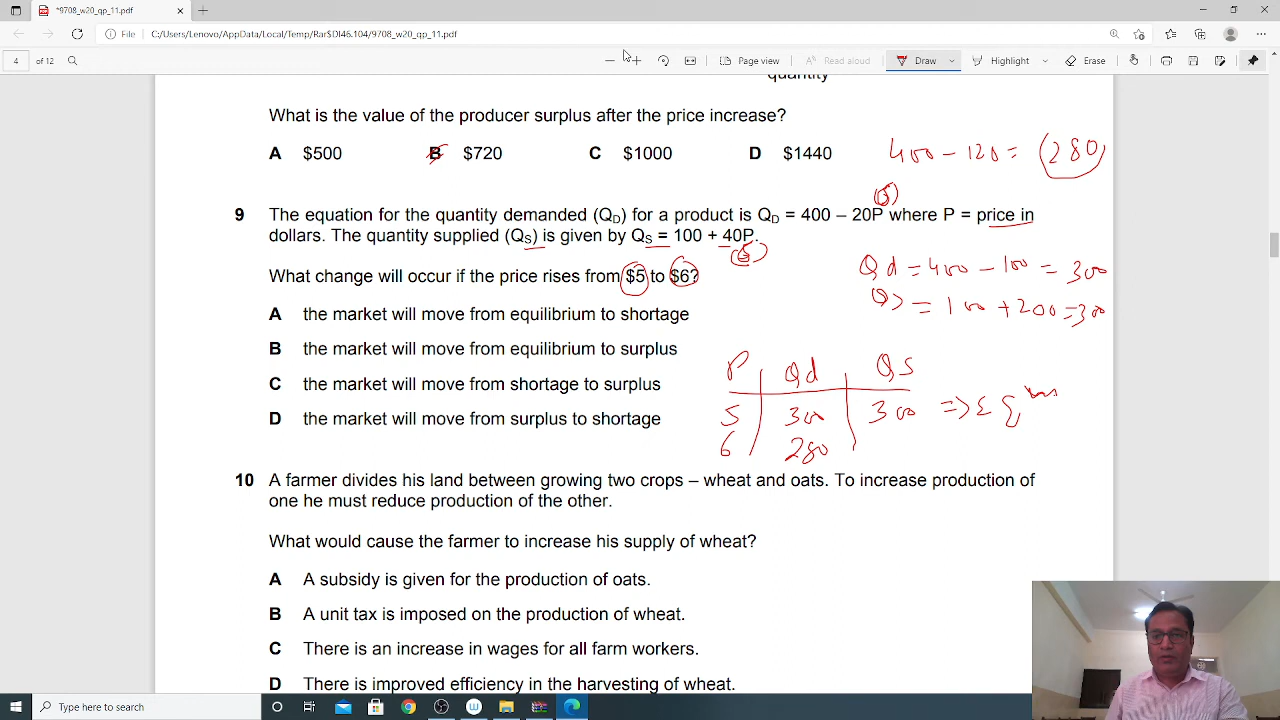 *9708_w20_qp_11.pdf
File C:/Users/Lenovo/AppData/Local/Temp/Rar$DI46.104/9708_w20_qp_11.pdf
4 of 12 Page view Read aloud Draw Highlight Erase
quantity
What is the value of the producer surplus after the price increase?
A $500 B $720 C $1000 D $1440
400 - 120 = 280
(5)
9 The equation for the quantity demanded (QD) for a product is QD = 400 – 20P where P = price in
dollars. The quantity supplied (QS) is given by QS = 100 + 40P.
(5)
What change will occur if the price rises from $5 to $6?
Qd = 400 - 100 = 300
Qs = 100 + 200 = 300
A the market will move from equilibrium to shortage
B the market will move from equilibrium to surplus
C the market will move from shortage to surplus
D the market will move from surplus to shortage
P Qd QS
5 300 300 =>
6 280
10 A farmer divides his land between growing two crops – wheat and oats. To increase production of
one he must reduce production of the other.
What would cause the farmer to increase his supply of wheat?
A A subsidy is given for the production of oats.
B A unit tax is imposed on the production of wheat.
C There is an increase in wages for all farm workers.
D There is improved efficiency in the harvesting of wheat.
Type here to search